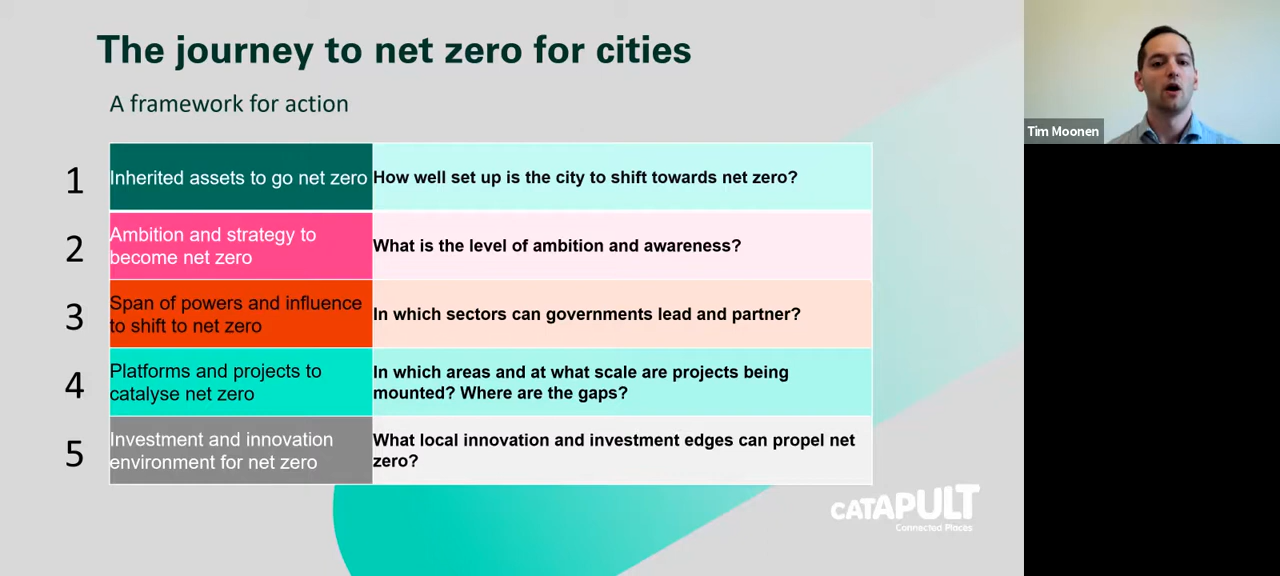 The journey to net zero for cities
A framework for action
1
Inherited assets to go net zero
How well set up is the city to shift towards net zero?
2
Ambition and strategy to
become net zero
What is the level of ambition and awareness?
3
Span of powers and influence
to shift to net zero
In which sectors can governments lead and partner?
4
Platforms and projects to
catalyse net zero
In which areas and at what scale are projects being
mounted? Where are the gaps?
5
Investment and innovation
environment for net zero
What local innovation and investment edges can propel net
zero?
CATAPULT
Connected Places
Tim Moonen